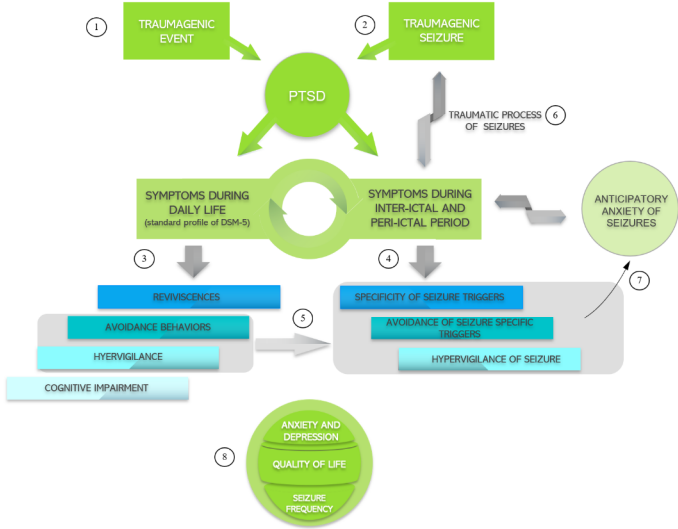 1
TRAUMAGENIC
EVENT
2
TRAUMAGENIC
SEIZURE
PTSD
TRAUMATIC PROCESS
OF SEIZURES
6
SYMPTOMS DURING
DAILY LIFE
(standard profile of DSM-5)
SYMPTOMS DURING
INTER-ICTAL AND
PERI-ICTAL PERIOD
ANTICIPATORY
ANXIETY OF
SEIZURES
3
4
7
REVIVISCENCES
SPECIFICITY OF SEIZURE TRIGGERS
5
AVOIDANCE BEHAVIORS
AVOIDANCE OF SEIZURE SPECIFIC
TRIGGERS
HYERVIGILANCE
HYPERVIGILANCE OF SEIZURE
COGNITIVE IMPAIRMENT
8
ANXIETY AND
DEPRESSION
QUALITY OF LIFE
SEIZURE
FREQUENCY